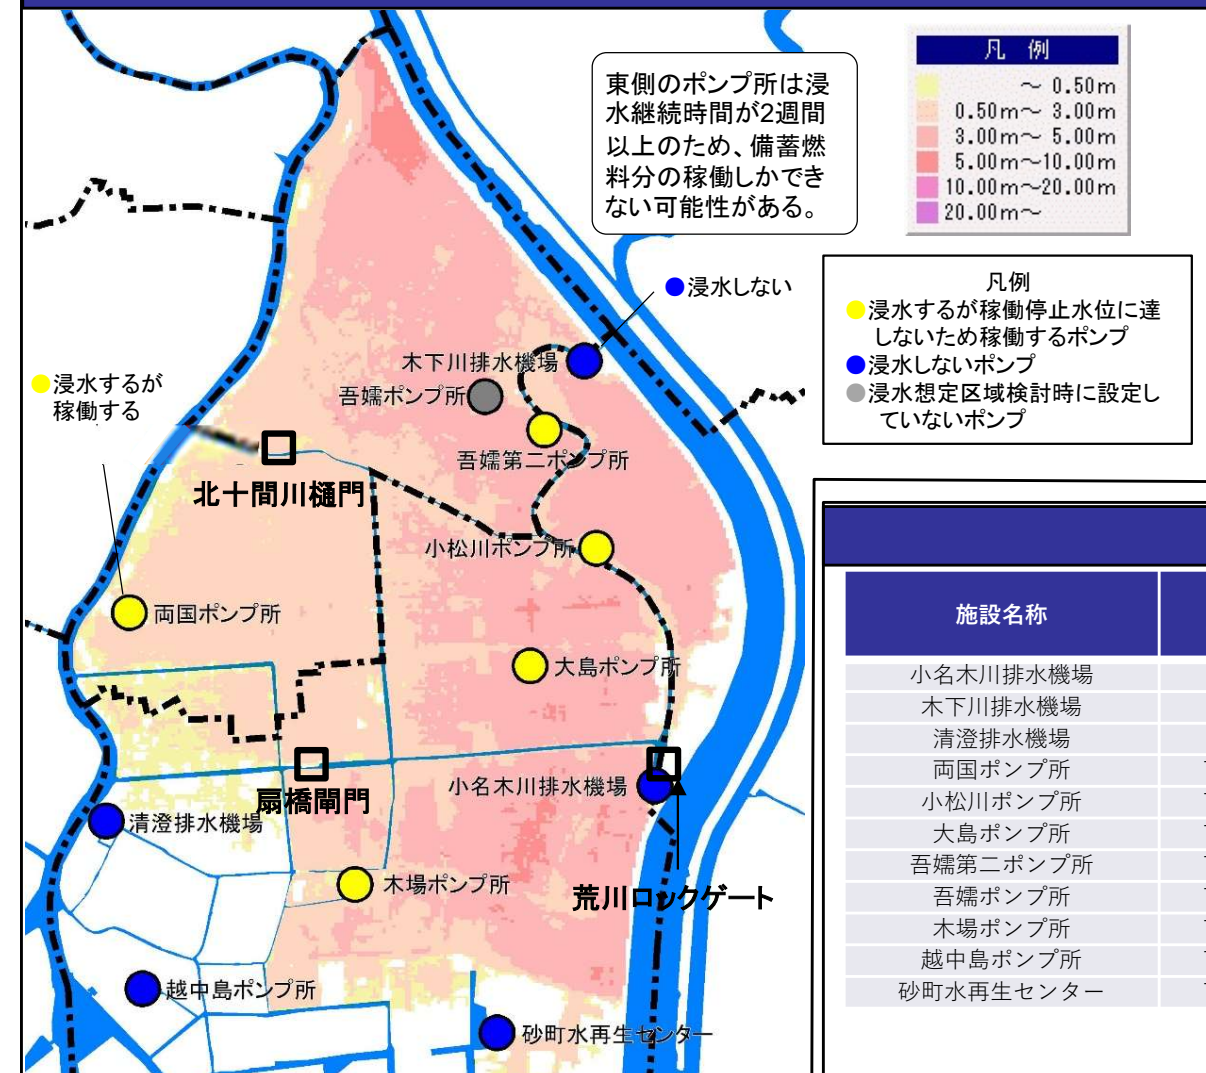 東側のポンプ所は浸
水継続時間が2週間
以上のため、備蓄燃
料分の稼働しかでき
ない可能性がある。
凡 例
～ 0.50m
0.50m～ 3.00m
3.00m～ 5.00m
5.00m～10.00m
10.00m～20.00m
20.00m～
凡例
浸水するが稼働停止水位に達
しないため稼働するポンプ
浸水しないポンプ
浸水想定区域検討時に設定し
ていないポンプ
浸水しない
浸水するが
稼働する
木下川排水機場
吾嬬ポンプ所
吾嬬第二ポンプ所
北十間川樋門
小松川ポンプ所
両国ポンプ所
大島ポンプ所
小名木川排水機場
扇橋閘門
清澄排水機場
木場ポンプ所
荒川ロックゲート
越中島ポンプ所
砂町水再生センター
施設名称
小名木川排水機場
木下川排水機場
清澄排水機場
両国ポンプ所
小松川ポンプ所
大島ポンプ所
吾嬬第二ポンプ所
吾嬬ポンプ所
木場ポンプ所
越中島ポンプ所
砂町水再生センター